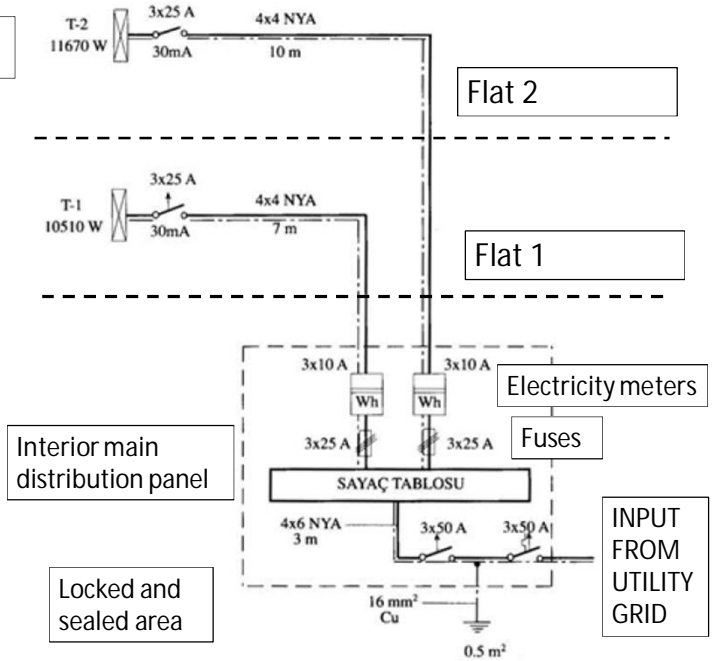 3x25 A
4x4 NYA
T-2
11670 W
30mA
10 m
Flat 2
3x25 A
4x4 NYA
T-1
10510 W
30mA
7 m
Flat 1
3x10 A
3x10 A
Electricity meters
Wh
Wh
Fuses
Interior main
distribution panel
3x25 A
3x25 A
SAYAÇ TABLOSU
4x6 NYA
3 m
3x50 A
3x50 A
INPUT
FROM
UTILITY
GRID
Locked and
sealed area
16 mm²
Cu
0.5 m²